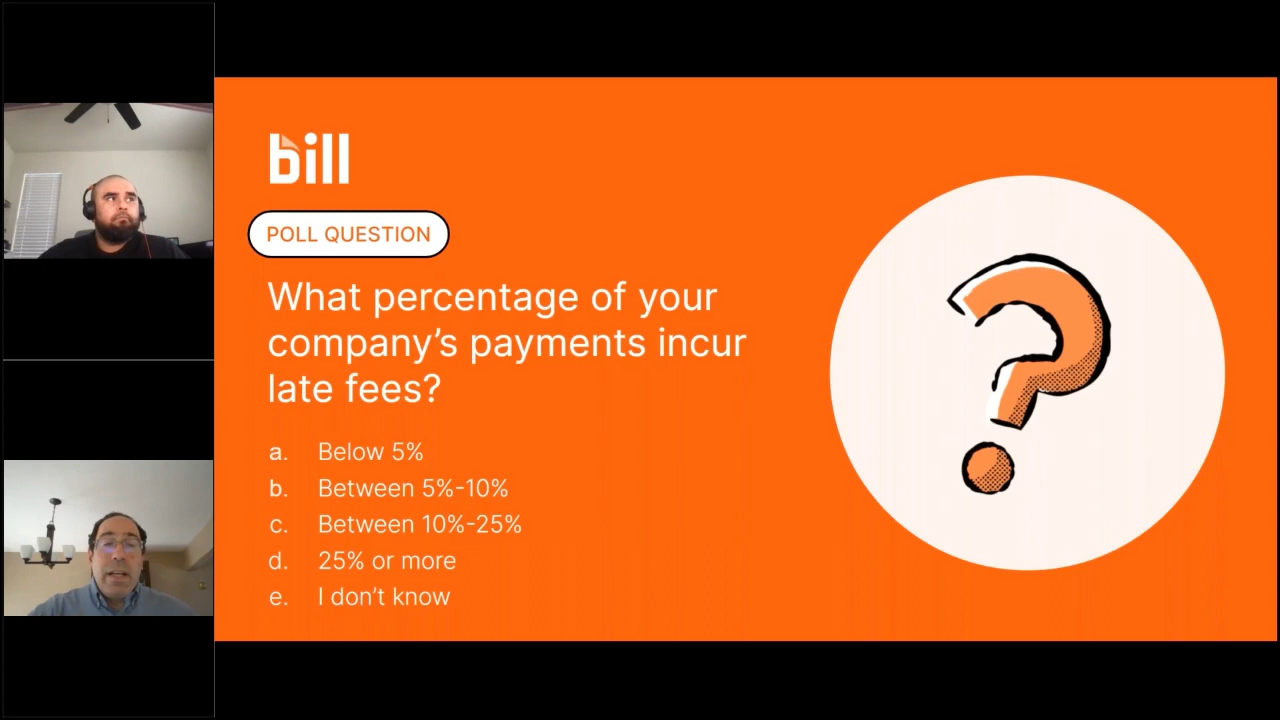 bill
POLL QUESTION
What percentage of your
company’s payments incur
late fees?
a. Below 5%
b. Between 5%-10%
c. Between 10%-25%
d. 25% or more
e. I don’t know